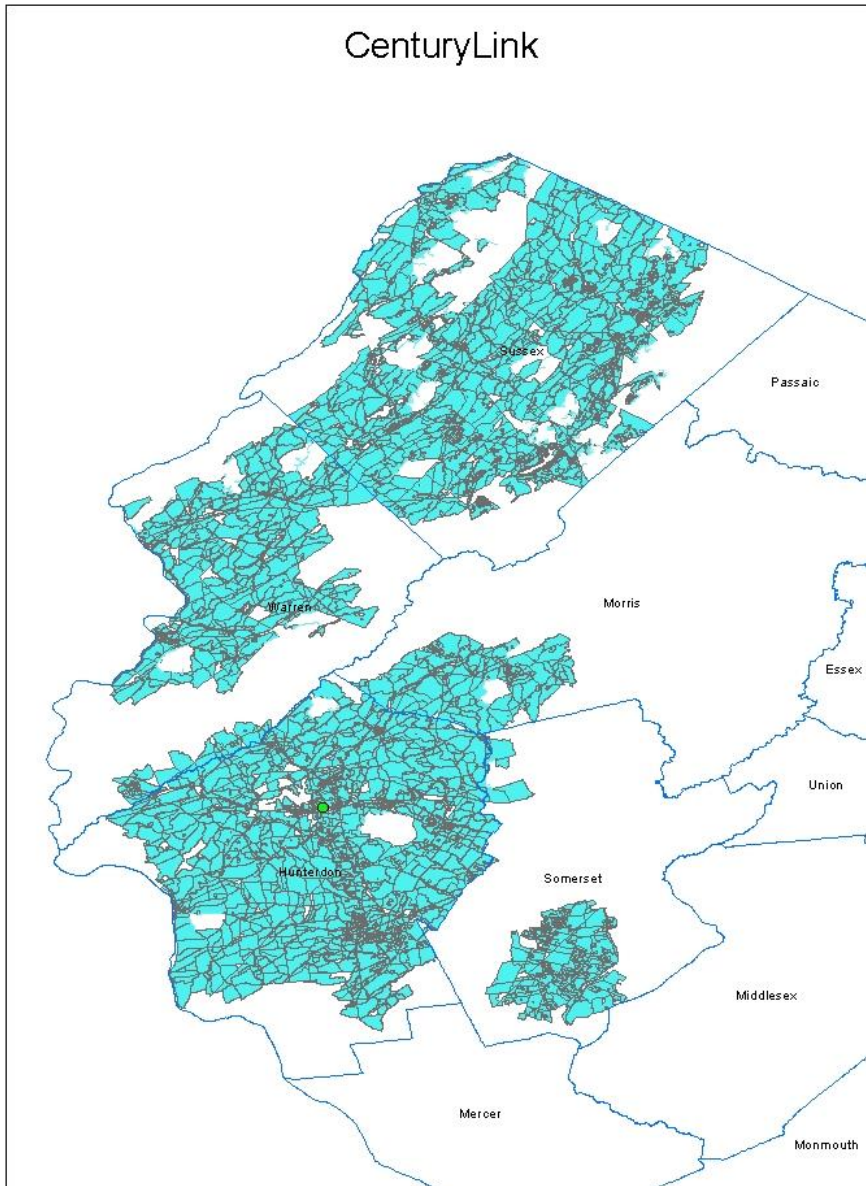 CenturyLink
Sussex
Passaic
Warren
Morris
Essex
Union
Hunterdon
Somerset
Middlesex
Mercer
Monmouth